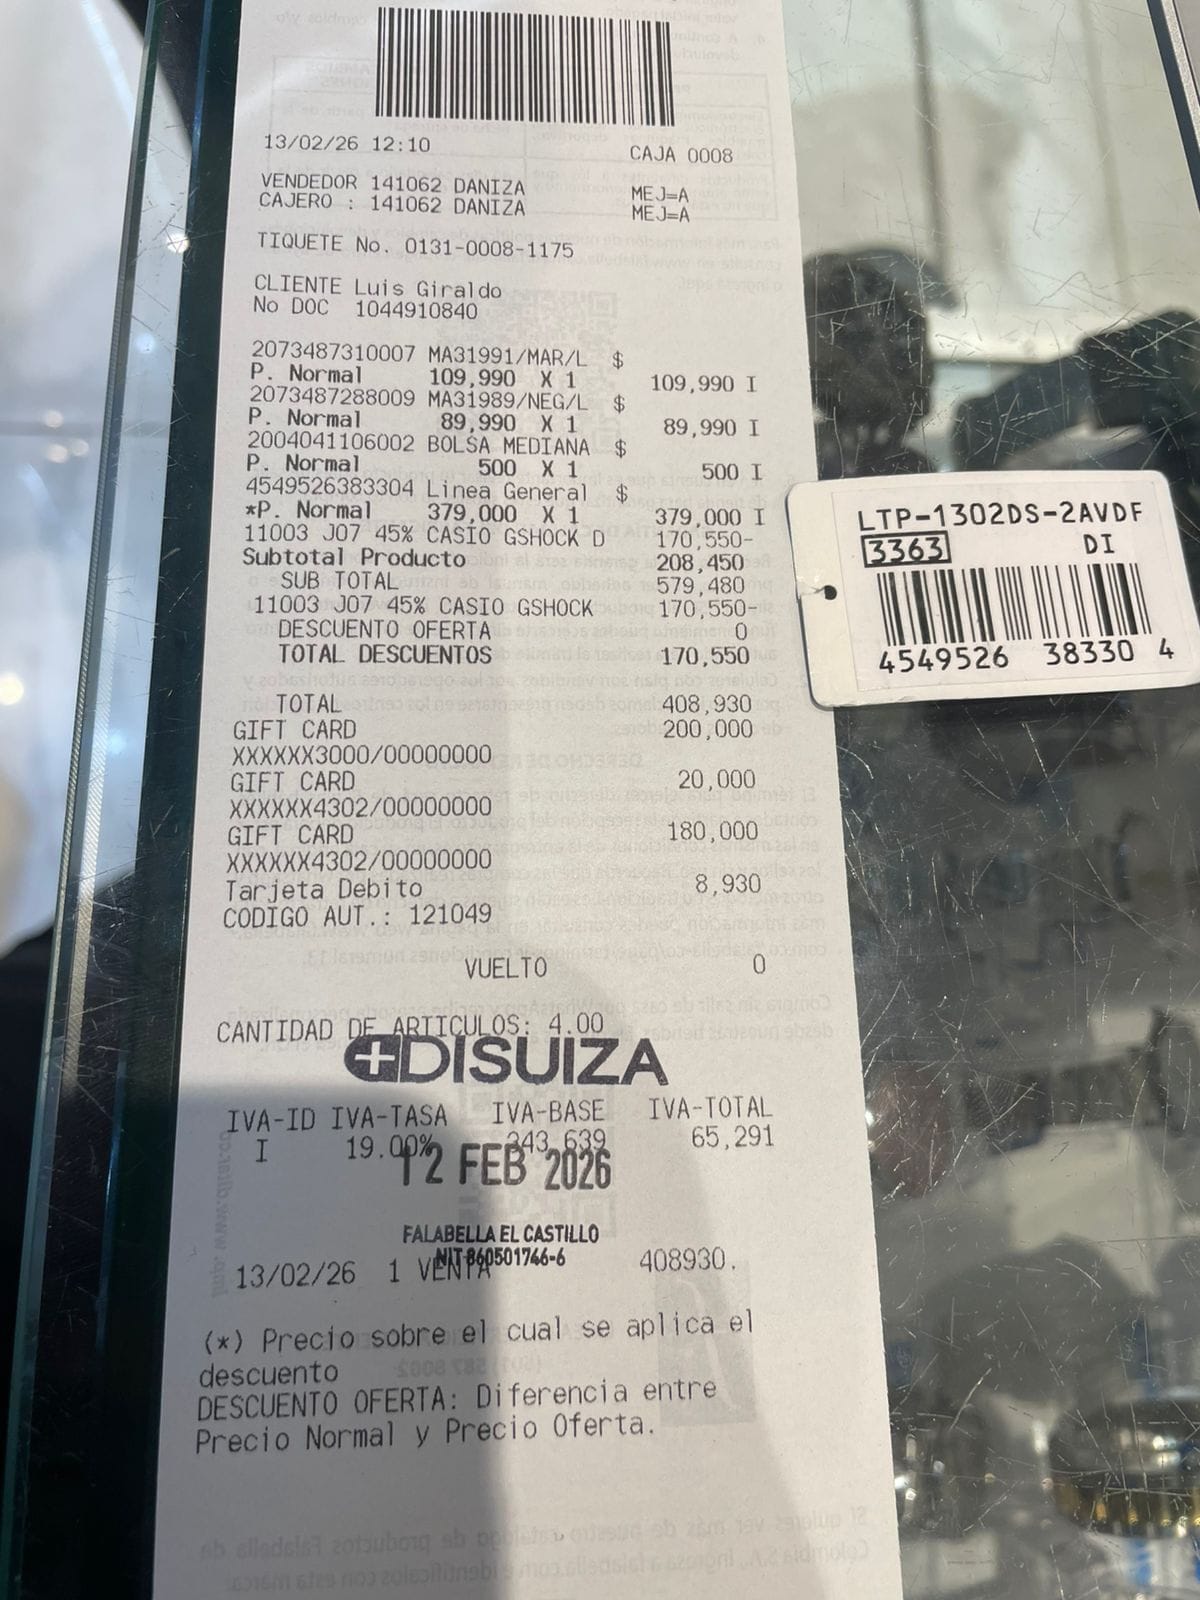 13/02/26 12:10 CAJA 0008
VENDEDOR 141062 DANIZA MEJ=A
CAJERO : 141062 DANIZA MEJ=A
TIQUETE No. 0131-0008-1175
CLIENTE Luis Giraldo
No DOC 1044910840
2073487310007 MA31991/MAR/L $
P. Normal 109,990 X 1 109,990 I
2073487288009 MA31989/NEG/L $
P. Normal 89,990 X 1 89,990 I
2004041106002 BOLSA MEDIANA $
P. Normal 500 X 1 500 I
4549526383304 Linea General $
*P. Normal 379,000 X 1 379,000 I
11003 J07 45% CASIO GSHOCK D 170,550-
Subtotal Producto 208,450
SUB TOTAL 579,480
11003 J07 45% CASIO GSHOCK 170,550-
DESCUENTO OFERTA 0
TOTAL DESCUENTOS 170,550
TOTAL 408,930
GIFT CARD 200,000
XXXXXX3000/00000000
GIFT CARD 20,000
XXXXXX4302/00000000
GIFT CARD 180,000
XXXXXX4302/00000000
Tarjeta Debito 8,930
CODIGO AUT.: 121049
VUELTO 0
CANTIDAD DE ARTICULOS: 4.00
DISUIZA
IVA-ID IVA-TASA IVA-BASE IVA-TOTAL
I 19.00% 343,639 65,291
12 FEB 2026
FALABELLA EL CASTILLO
NIT 860501746-6
13/02/26 1 VENTA 408930.
(*) Precio sobre el cual se aplica el
descuento
DESCUENTO OFERTA: Diferencia entre
Precio Normal y Precio Oferta.
LTP-1302DS-2AVDF
3363 DI
4549526 38330 4